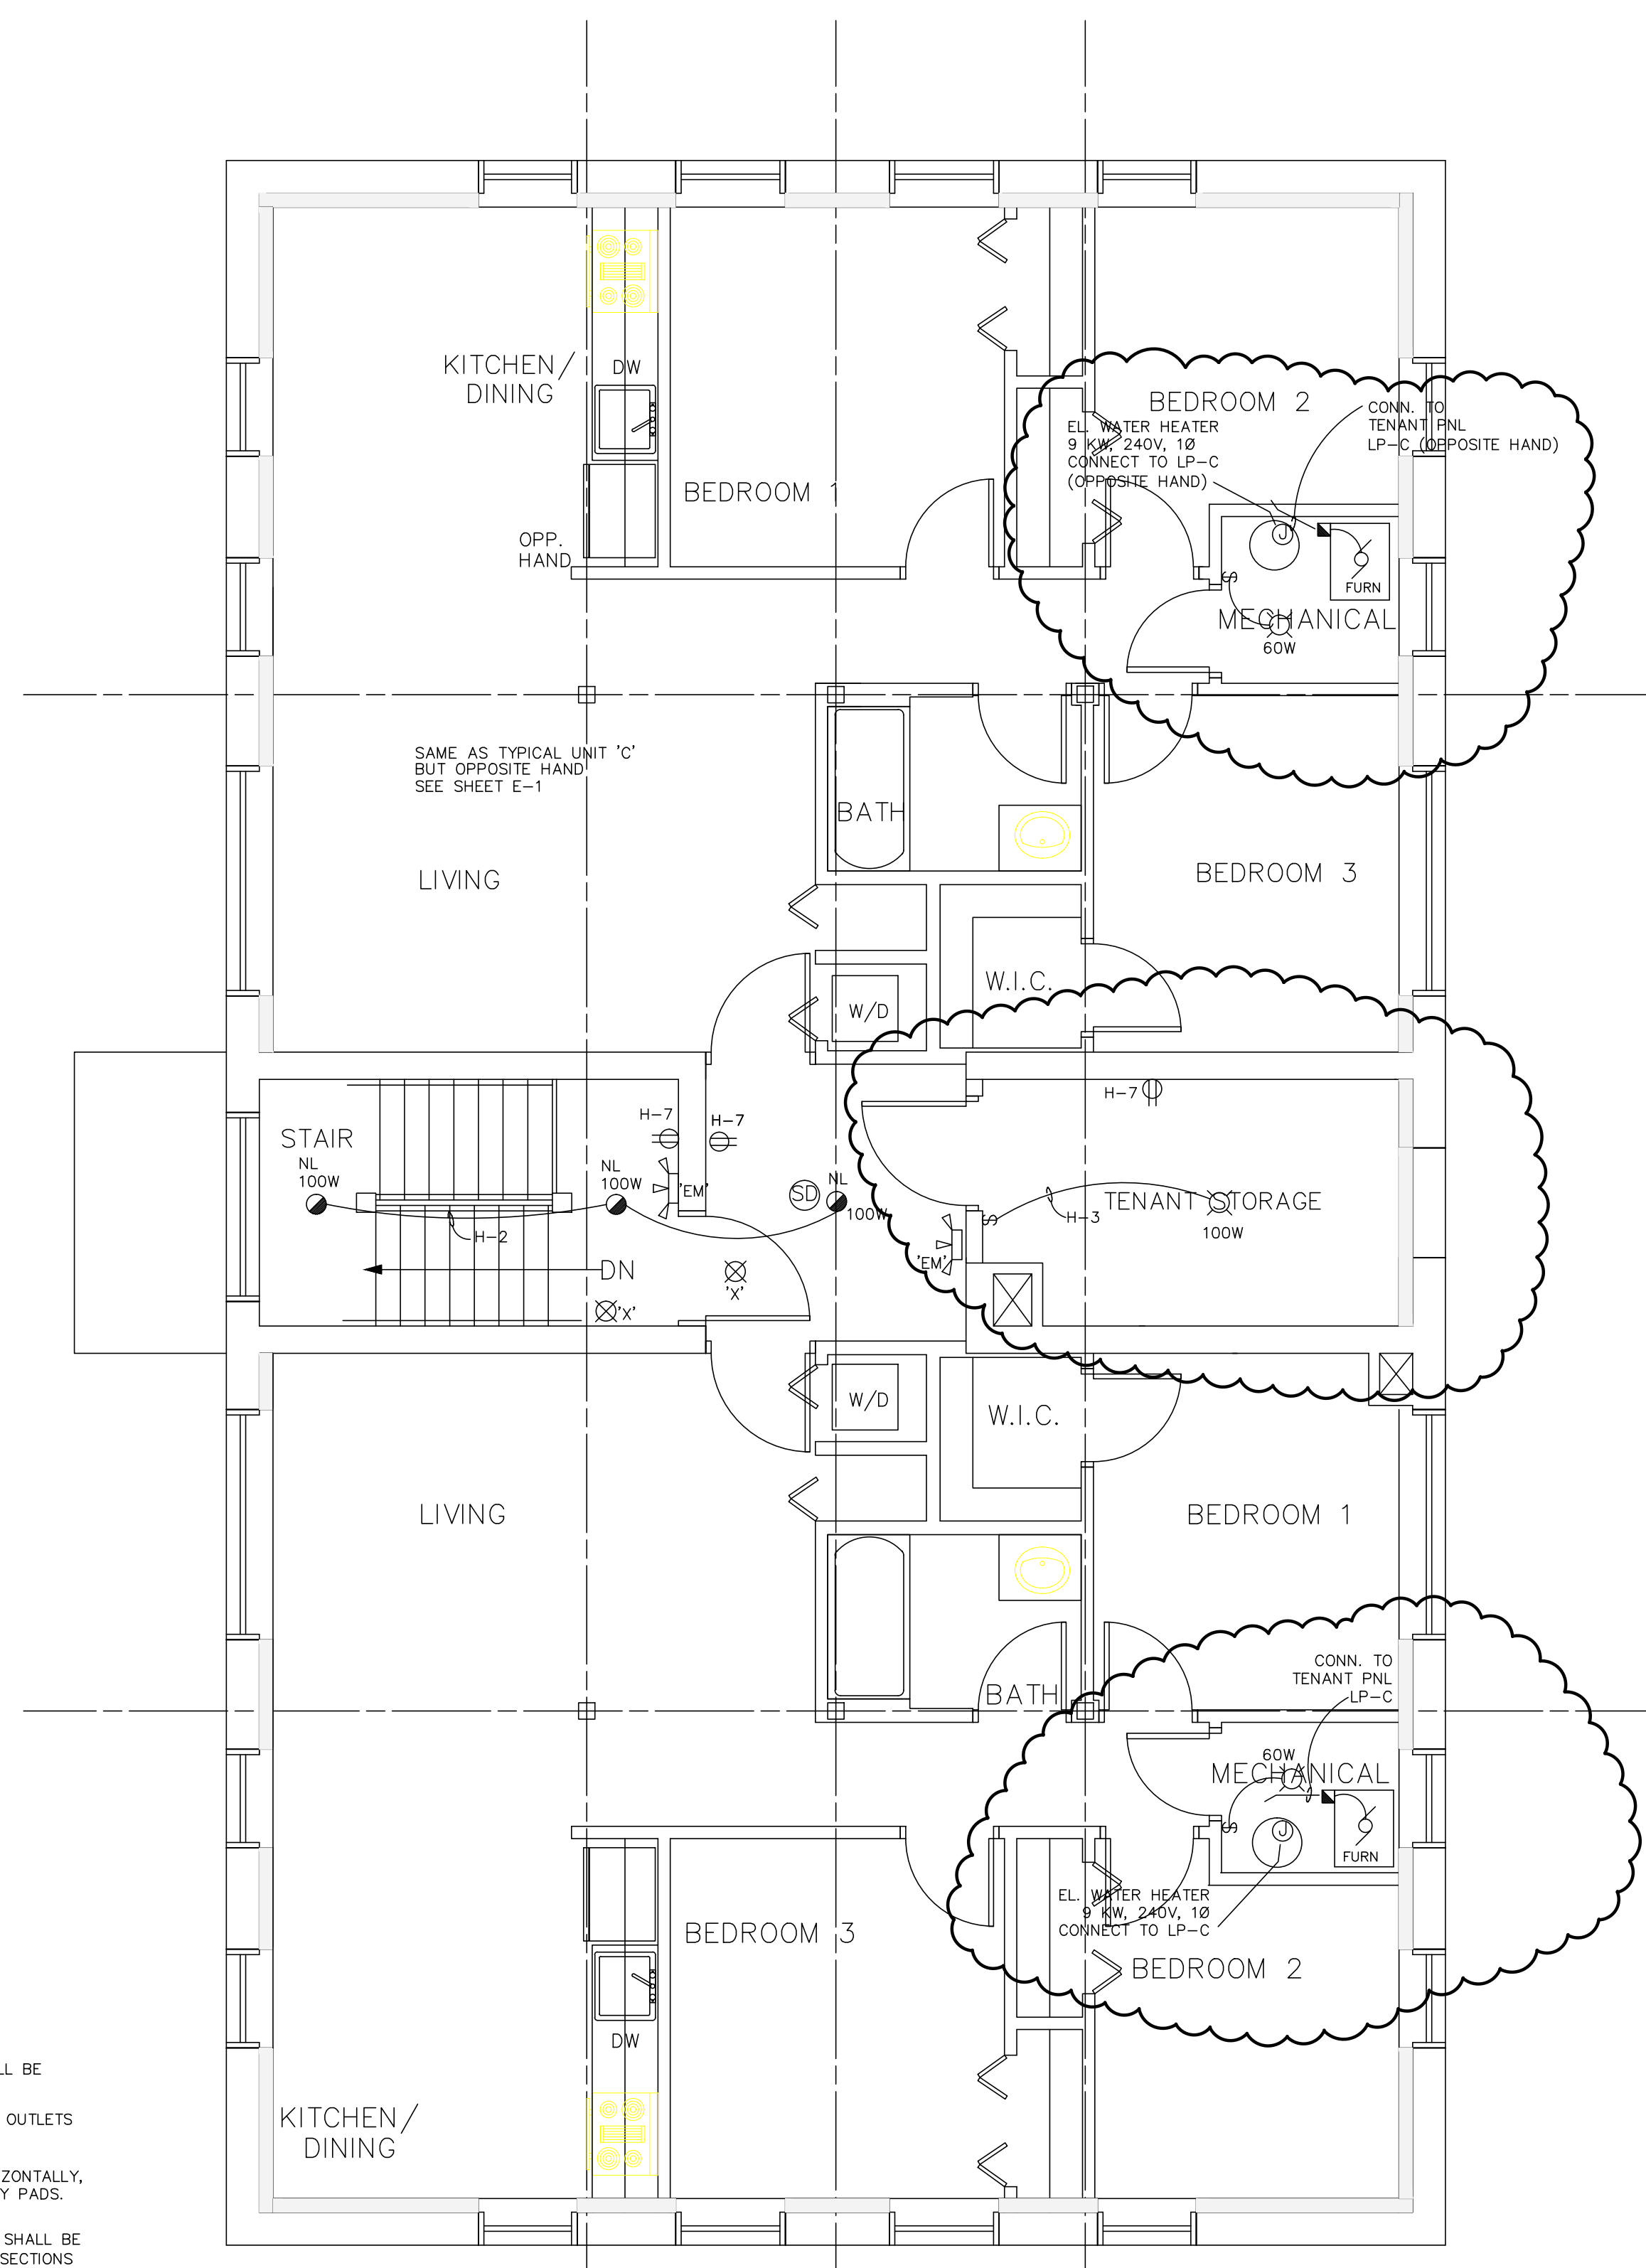 KITCHEN/
DINING
DW
BEDROOM 1
OPP.
HAND
BEDROOM 2
EL. WATER HEATER
9 KW, 240V, 1Ø
CONNECT TO LP-C
(OPPOSITE HAND)
CONN. TO
TENANT PNL
LP-C (OPPOSITE HAND)
J
FURN
S
MECHANICAL
60W
SAME AS TYPICAL UNIT 'C'
BUT OPPOSITE HAND
SEE SHEET E-1
BATH
LIVING
BEDROOM 3
W.I.C.
W/D
H-7
STAIR
NL
100W
H-7
H-7
NL
100W
'EM'
SD
NL
100W
H-2
DN
'X'
'X'
S
H-3
TENANT STORAGE
100W
'EM'
W/D
W.I.C.
LIVING
BEDROOM 1
BATH
CONN. TO
TENANT PNL
LP-C
60W
MECHANICAL
S
J
FURN
EL. WATER HEATER
9 KW, 240V, 1Ø
CONNECT TO LP-C
BEDROOM 3
BEDROOM 2
DW
KITCHEN/
DINING
LL BE
OUTLETS
ZONTALLY,
Y PADS.
SHALL BE
SECTIONS